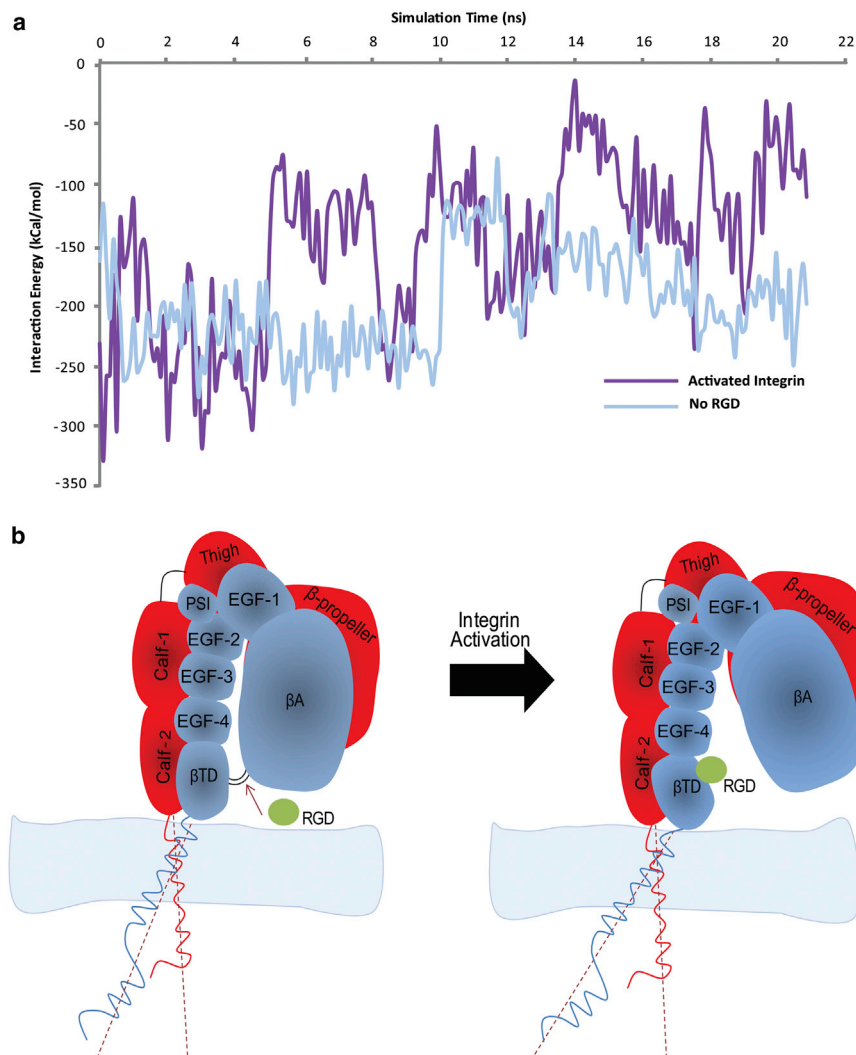 a
Simulation Time (ns)
0 2 4 6 8 10 12 14 16 18 20 22
0
-50
-100
-150
-200
-250
-300
-350
Interaction Energy (kCal/mol)
Activated Integrin
No RGD
b
Thigh
PSI
EGF-1
β-propeller
Calf-1
EGF-2
EGF-3
βA
EGF-4
Calf-2
βTD
RGD
Integrin
Activation
Thigh
PSI
EGF-1
β-propeller
Calf-1
EGF-2
EGF-3
βA
EGF-4
Calf-2
βTD
RGD